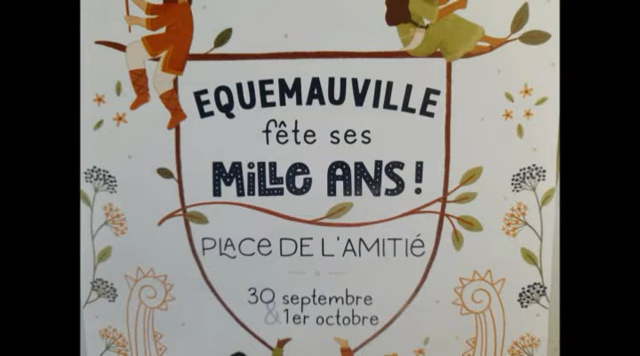 EQUEMAUVILLE
fête ses
MiLLe ANS !
PLACE DE L'AMITIé
30 septembre
& 1er octobre